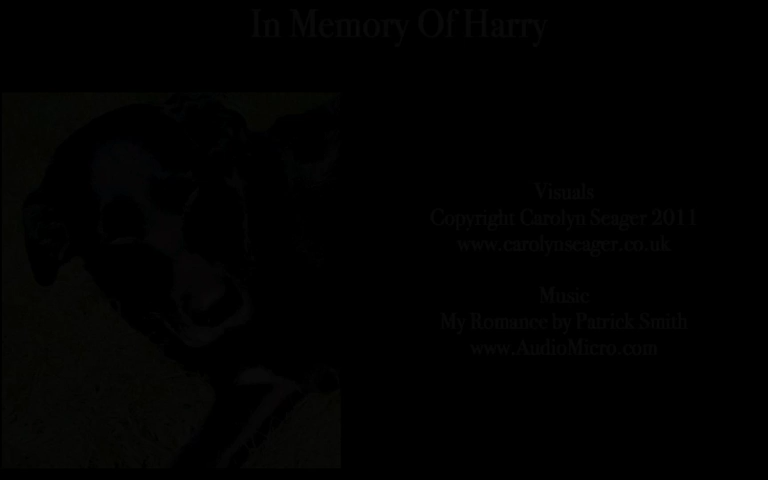 In Memory Of Harry
Visuals
Copyright Carolyn Seager 2011
www.carolynseager.co.uk
Music
My Romance by Patrick Smith
www.AudioMicro.com